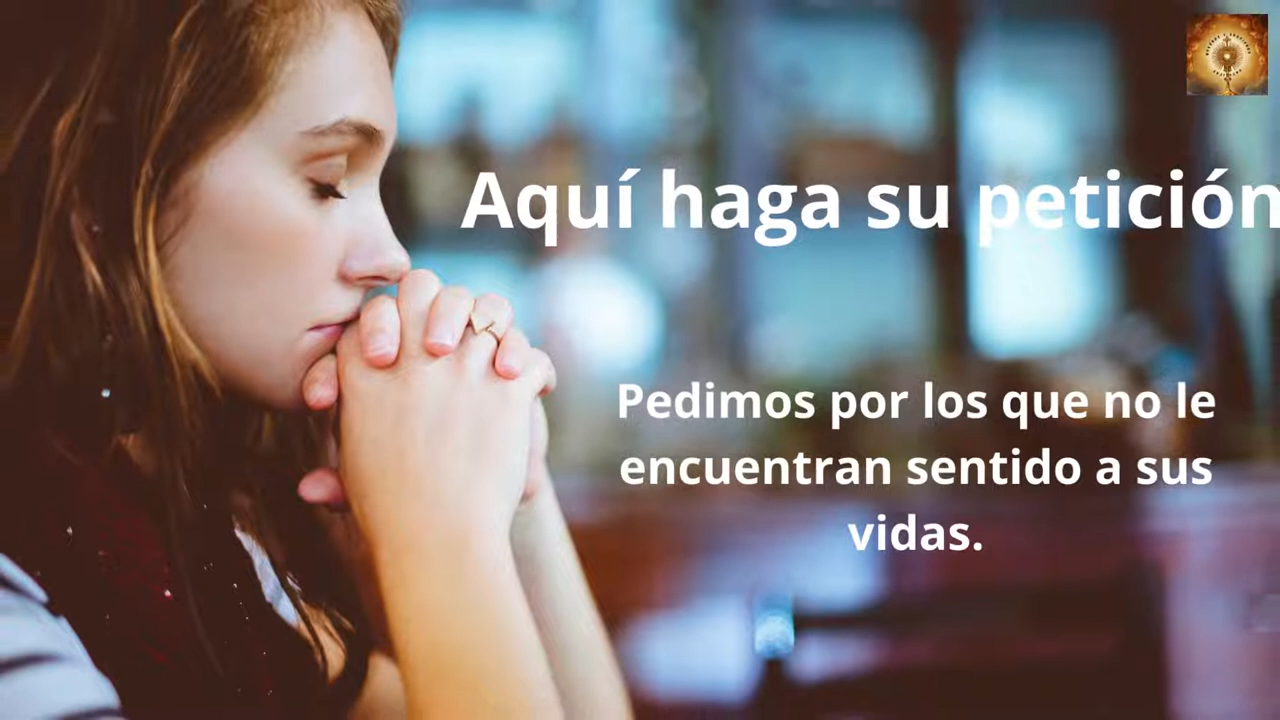 Aquí haga su petición
Pedimos por los que no le
encuentran sentido a sus
vidas.